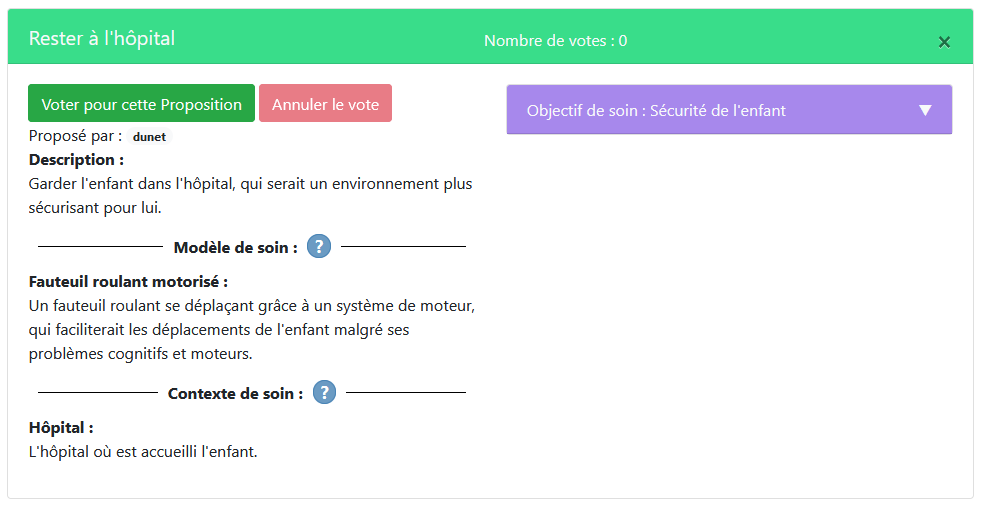 Rester à l'hôpital
Nombre de votes : 0
×
Voter pour cette Proposition
Annuler le vote
Proposé par : dunet
Description :
Garder l'enfant dans l'hôpital, qui serait un environnement plus
sécurisant pour lui.
Modèle de soin : ?
Fauteuil roulant motorisé :
Un fauteuil roulant se déplaçant grâce à un système de moteur,
qui faciliterait les déplacements de l'enfant malgré ses
problèmes cognitifs et moteurs.
Contexte de soin : ?
Hôpital :
L'hôpital où est accueilli l'enfant.
Objectif de soin : Sécurité de l'enfant ▼